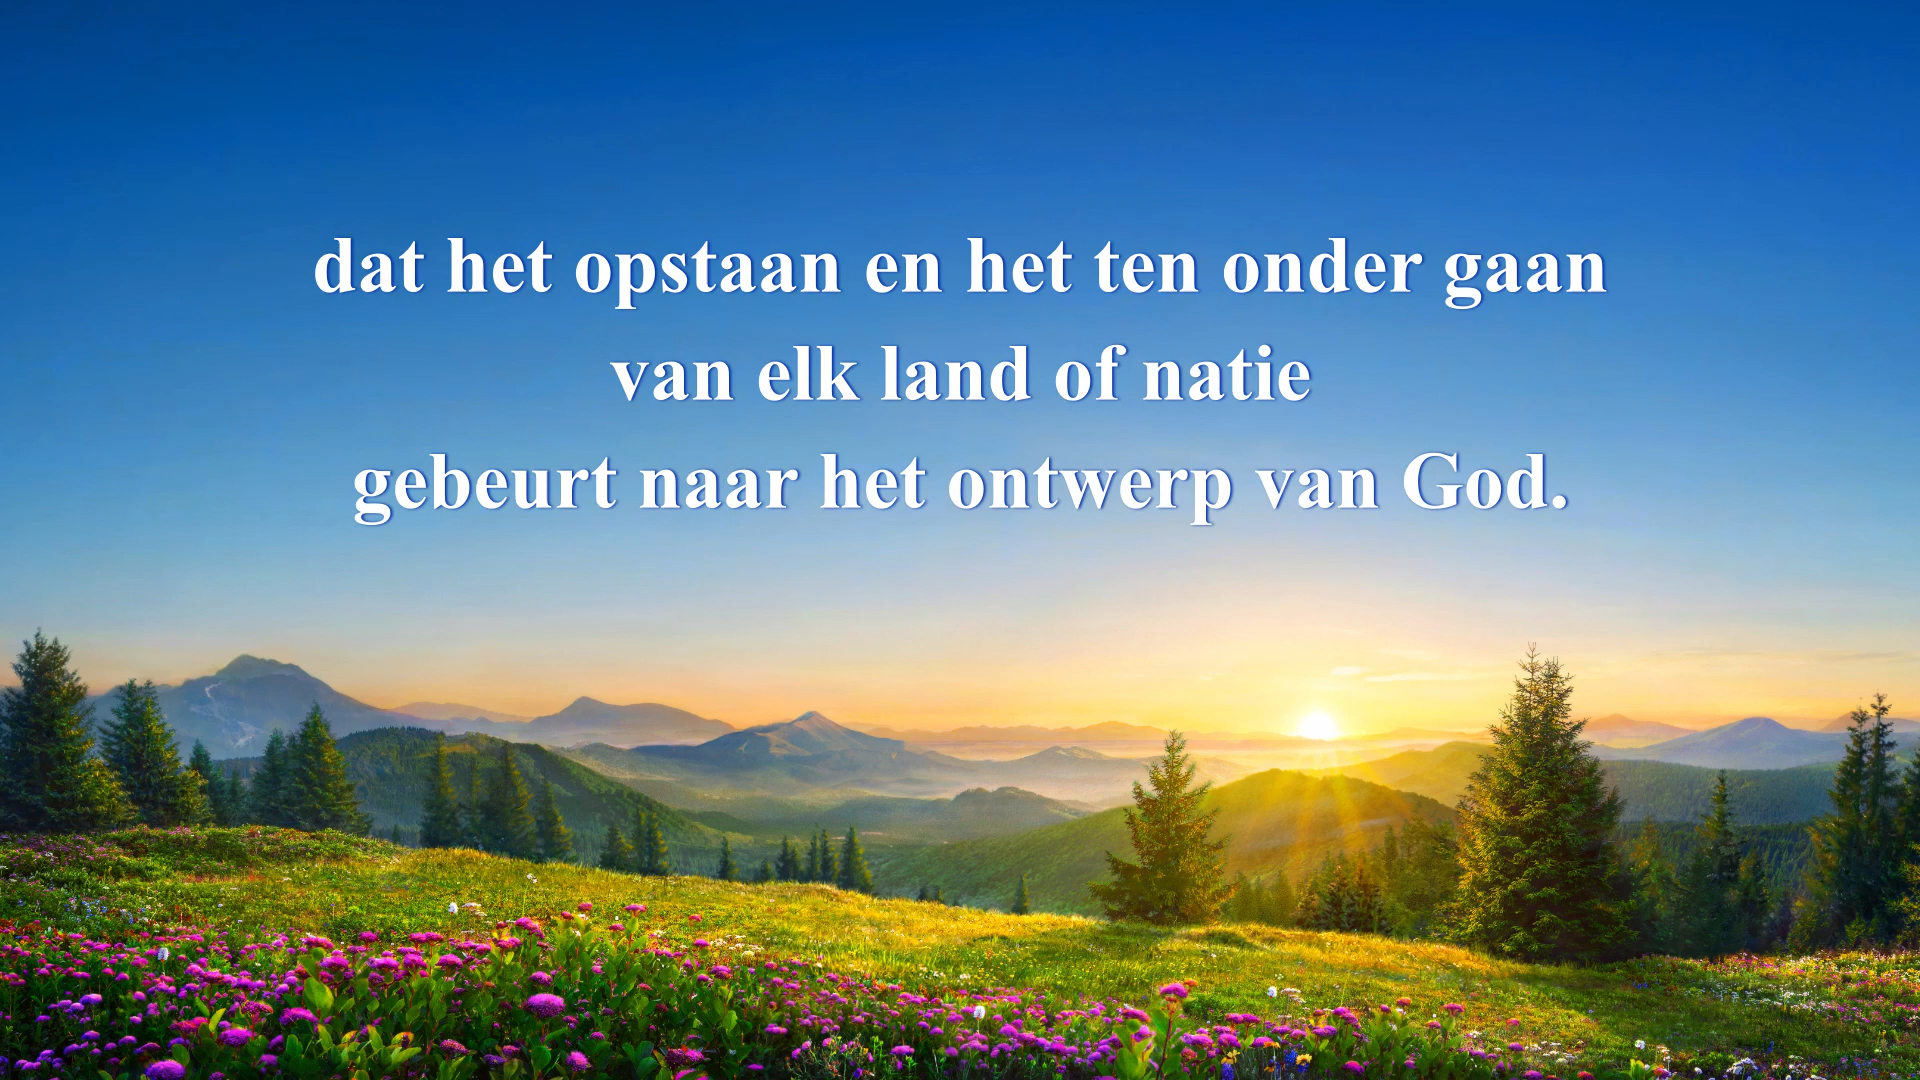 dat het opstaan en het ten onder gaan
van elk land of natie
gebeurt naar het ontwerp van God.